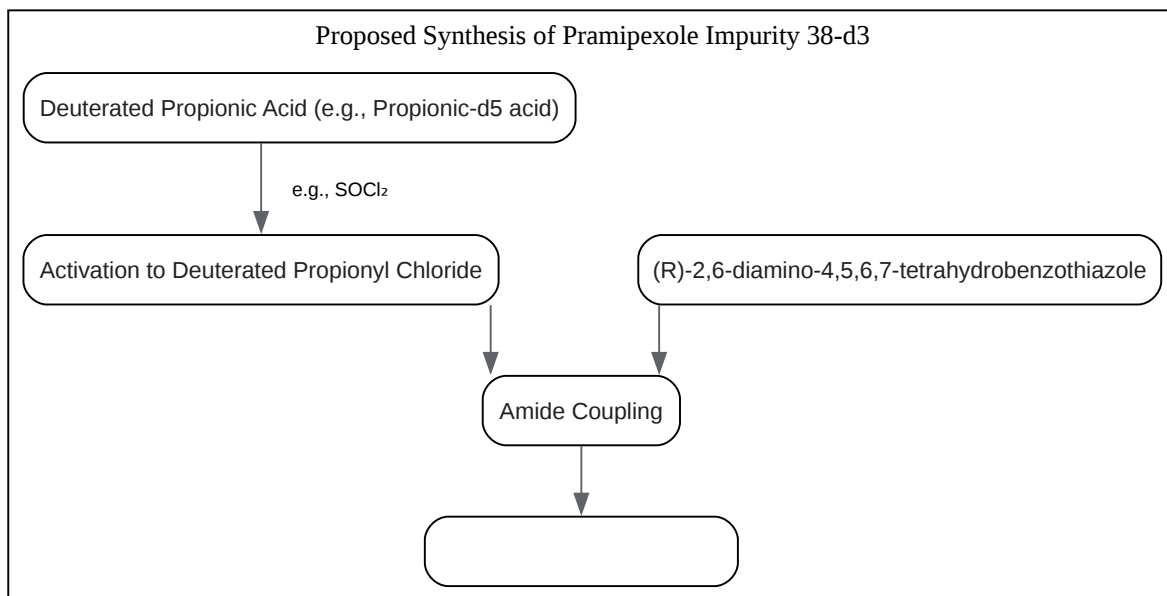 Proposed Synthesis of Pramipexole Impurity 38-d3
Deuterated Propionic Acid (e.g., Propionic-d5 acid)
e.g., SOCl₂
Activation to Deuterated Propionyl Chloride
(R)-2,6-diamino-4,5,6,7-tetrahydrobenzothiazole
Amide Coupling